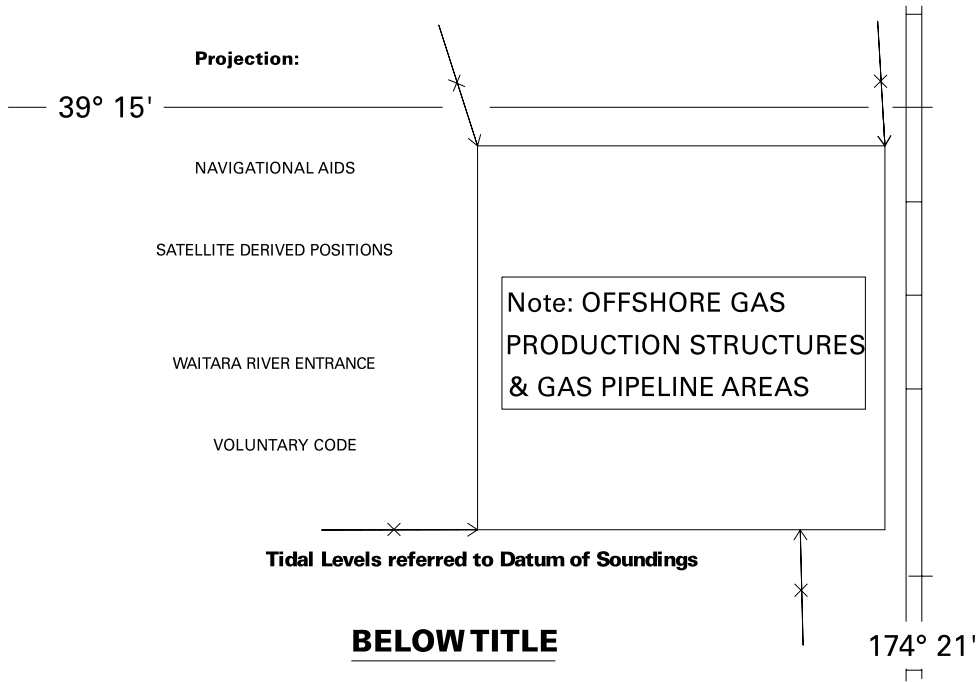 Projection:
39° 15'
NAVIGATIONAL AIDS
SATELLITE DERIVED POSITIONS
Note: OFFSHORE GAS
PRODUCTION STRUCTURES
& GAS PIPELINE AREAS
WAITARA RIVER ENTRANCE
VOLUNTARY CODE
Tidal Levels referred to Datum of Soundings
BELOW TITLE
174° 21'